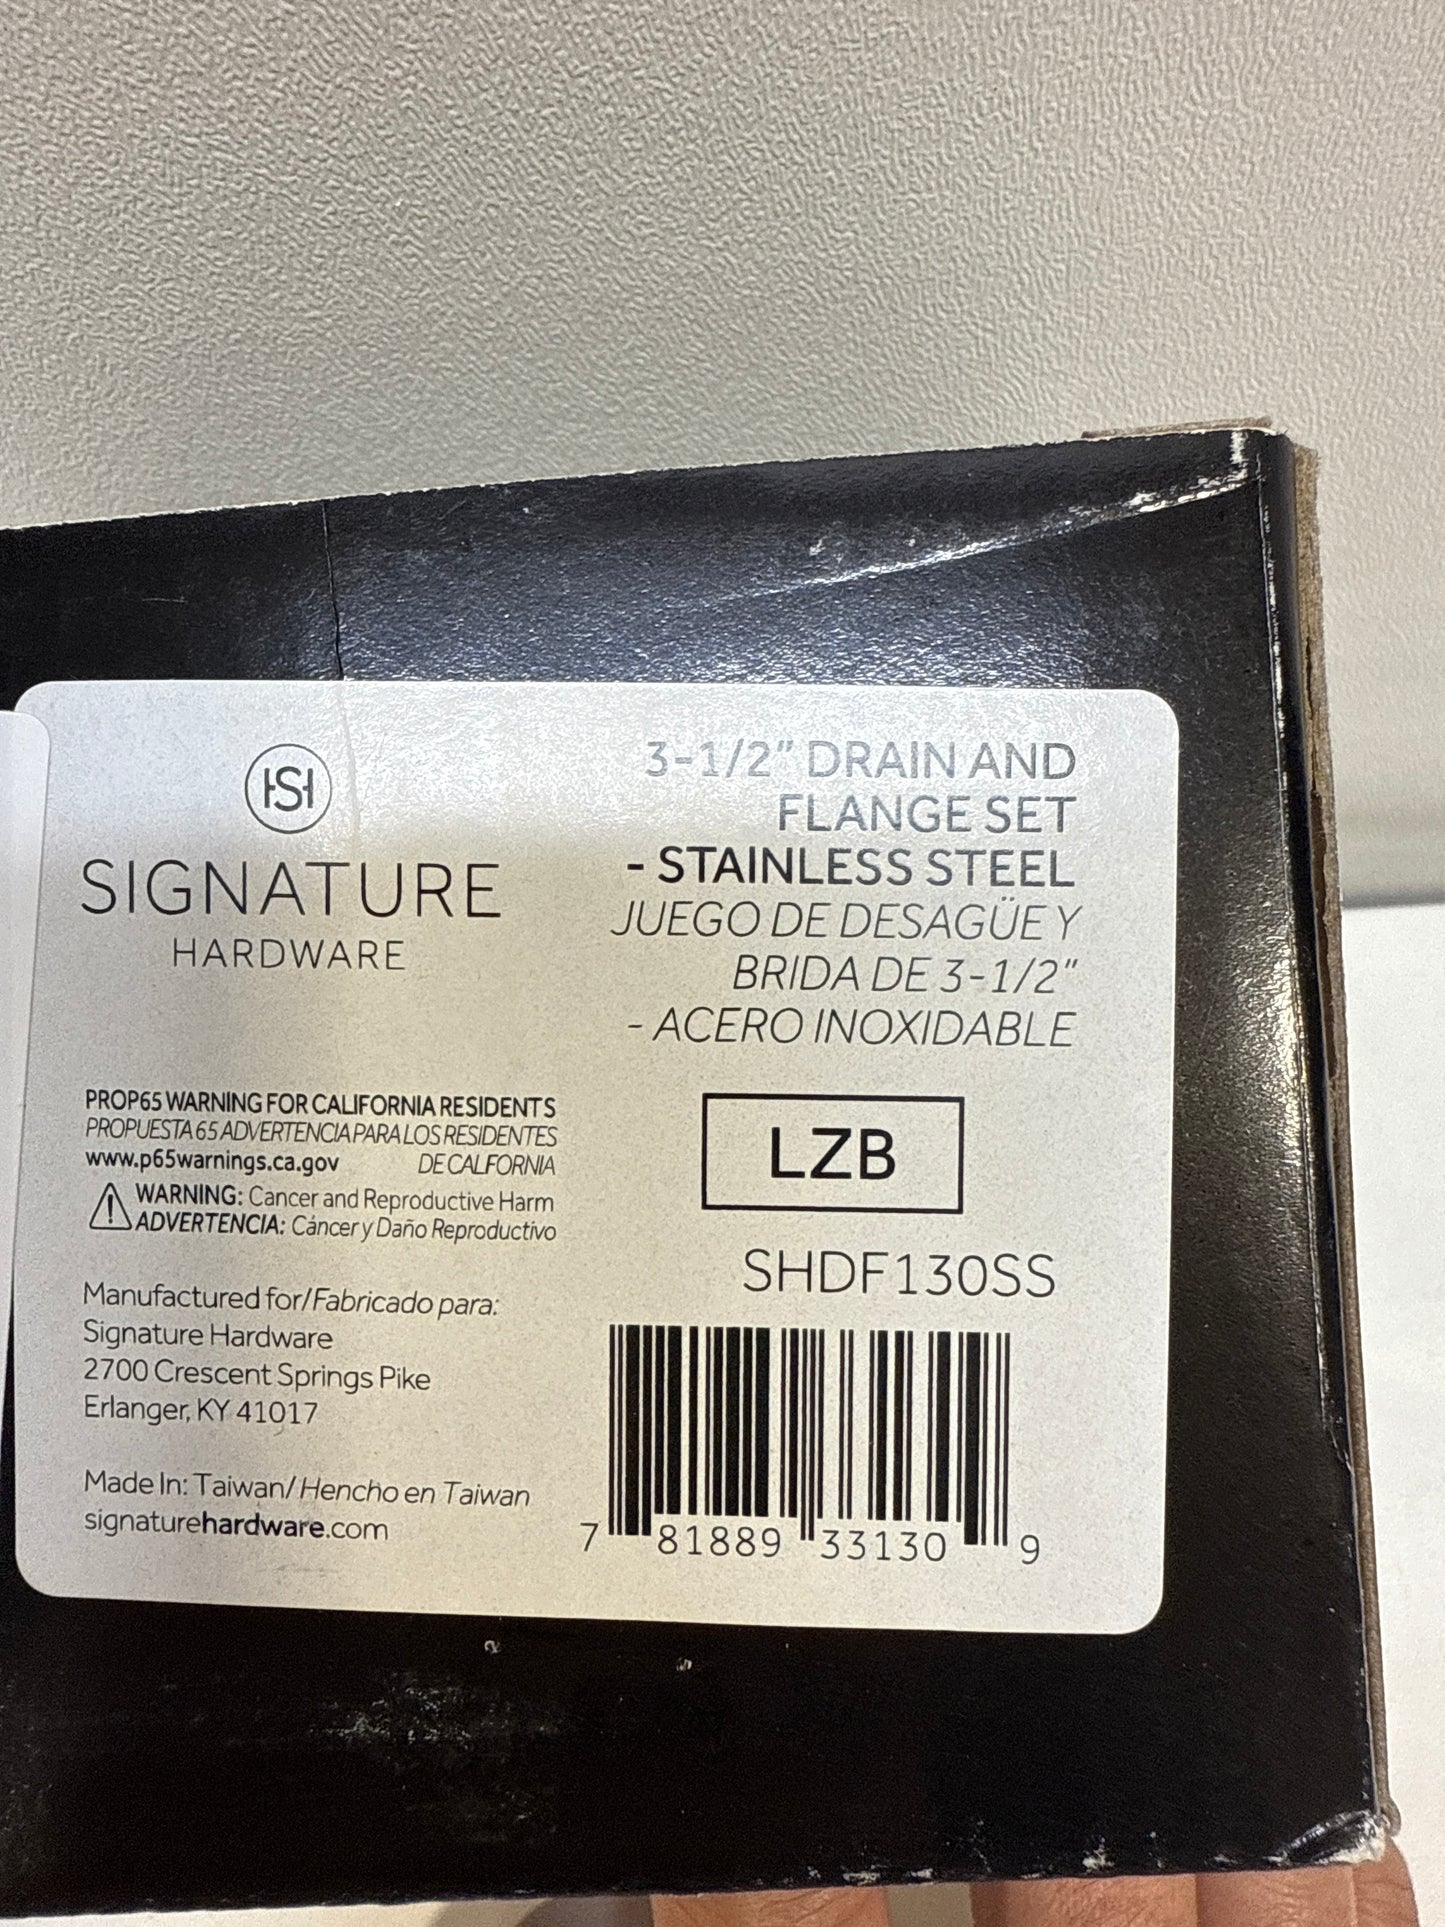 SH
SIGNATURE
HARDWARE
3-1/2" DRAIN AND
FLANGE SET
- STAINLESS STEEL
JUEGO DE DESAGÜE Y
BRIDA DE 3-1/2"
- ACERO INOXIDABLE
PROP65 WARNING FOR CALIFORNIA RESIDENTS
PROPUESTA 65 ADVERTENCIA PARA LOS RESIDENTES
www.p65warnings.ca.gov DE CALFORNIA
WARNING: Cancer and Reproductive Harm
ADVERTENCIA: Cáncer y Daño Reproductivo
LZB
SHDF130SS
Manufactured for/Fabricado para:
Signature Hardware
2700 Crescent Springs Pike
Erlanger, KY 41017
Made In: Taiwan/Hencho en Taiwan
signaturehardware.com
7 81889 33130 9